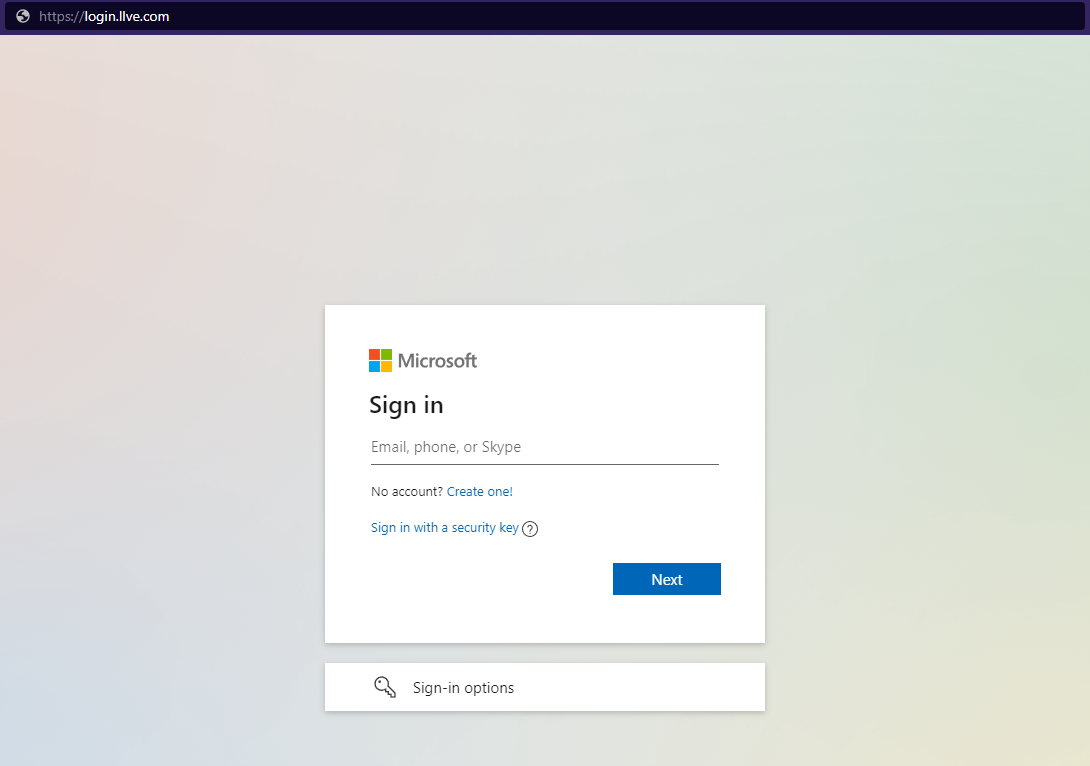 https://login.llve.com
Microsoft
Sign in
Email, phone, or Skype
No account? Create one!
Sign in with a security key ?
Next
Sign-in options